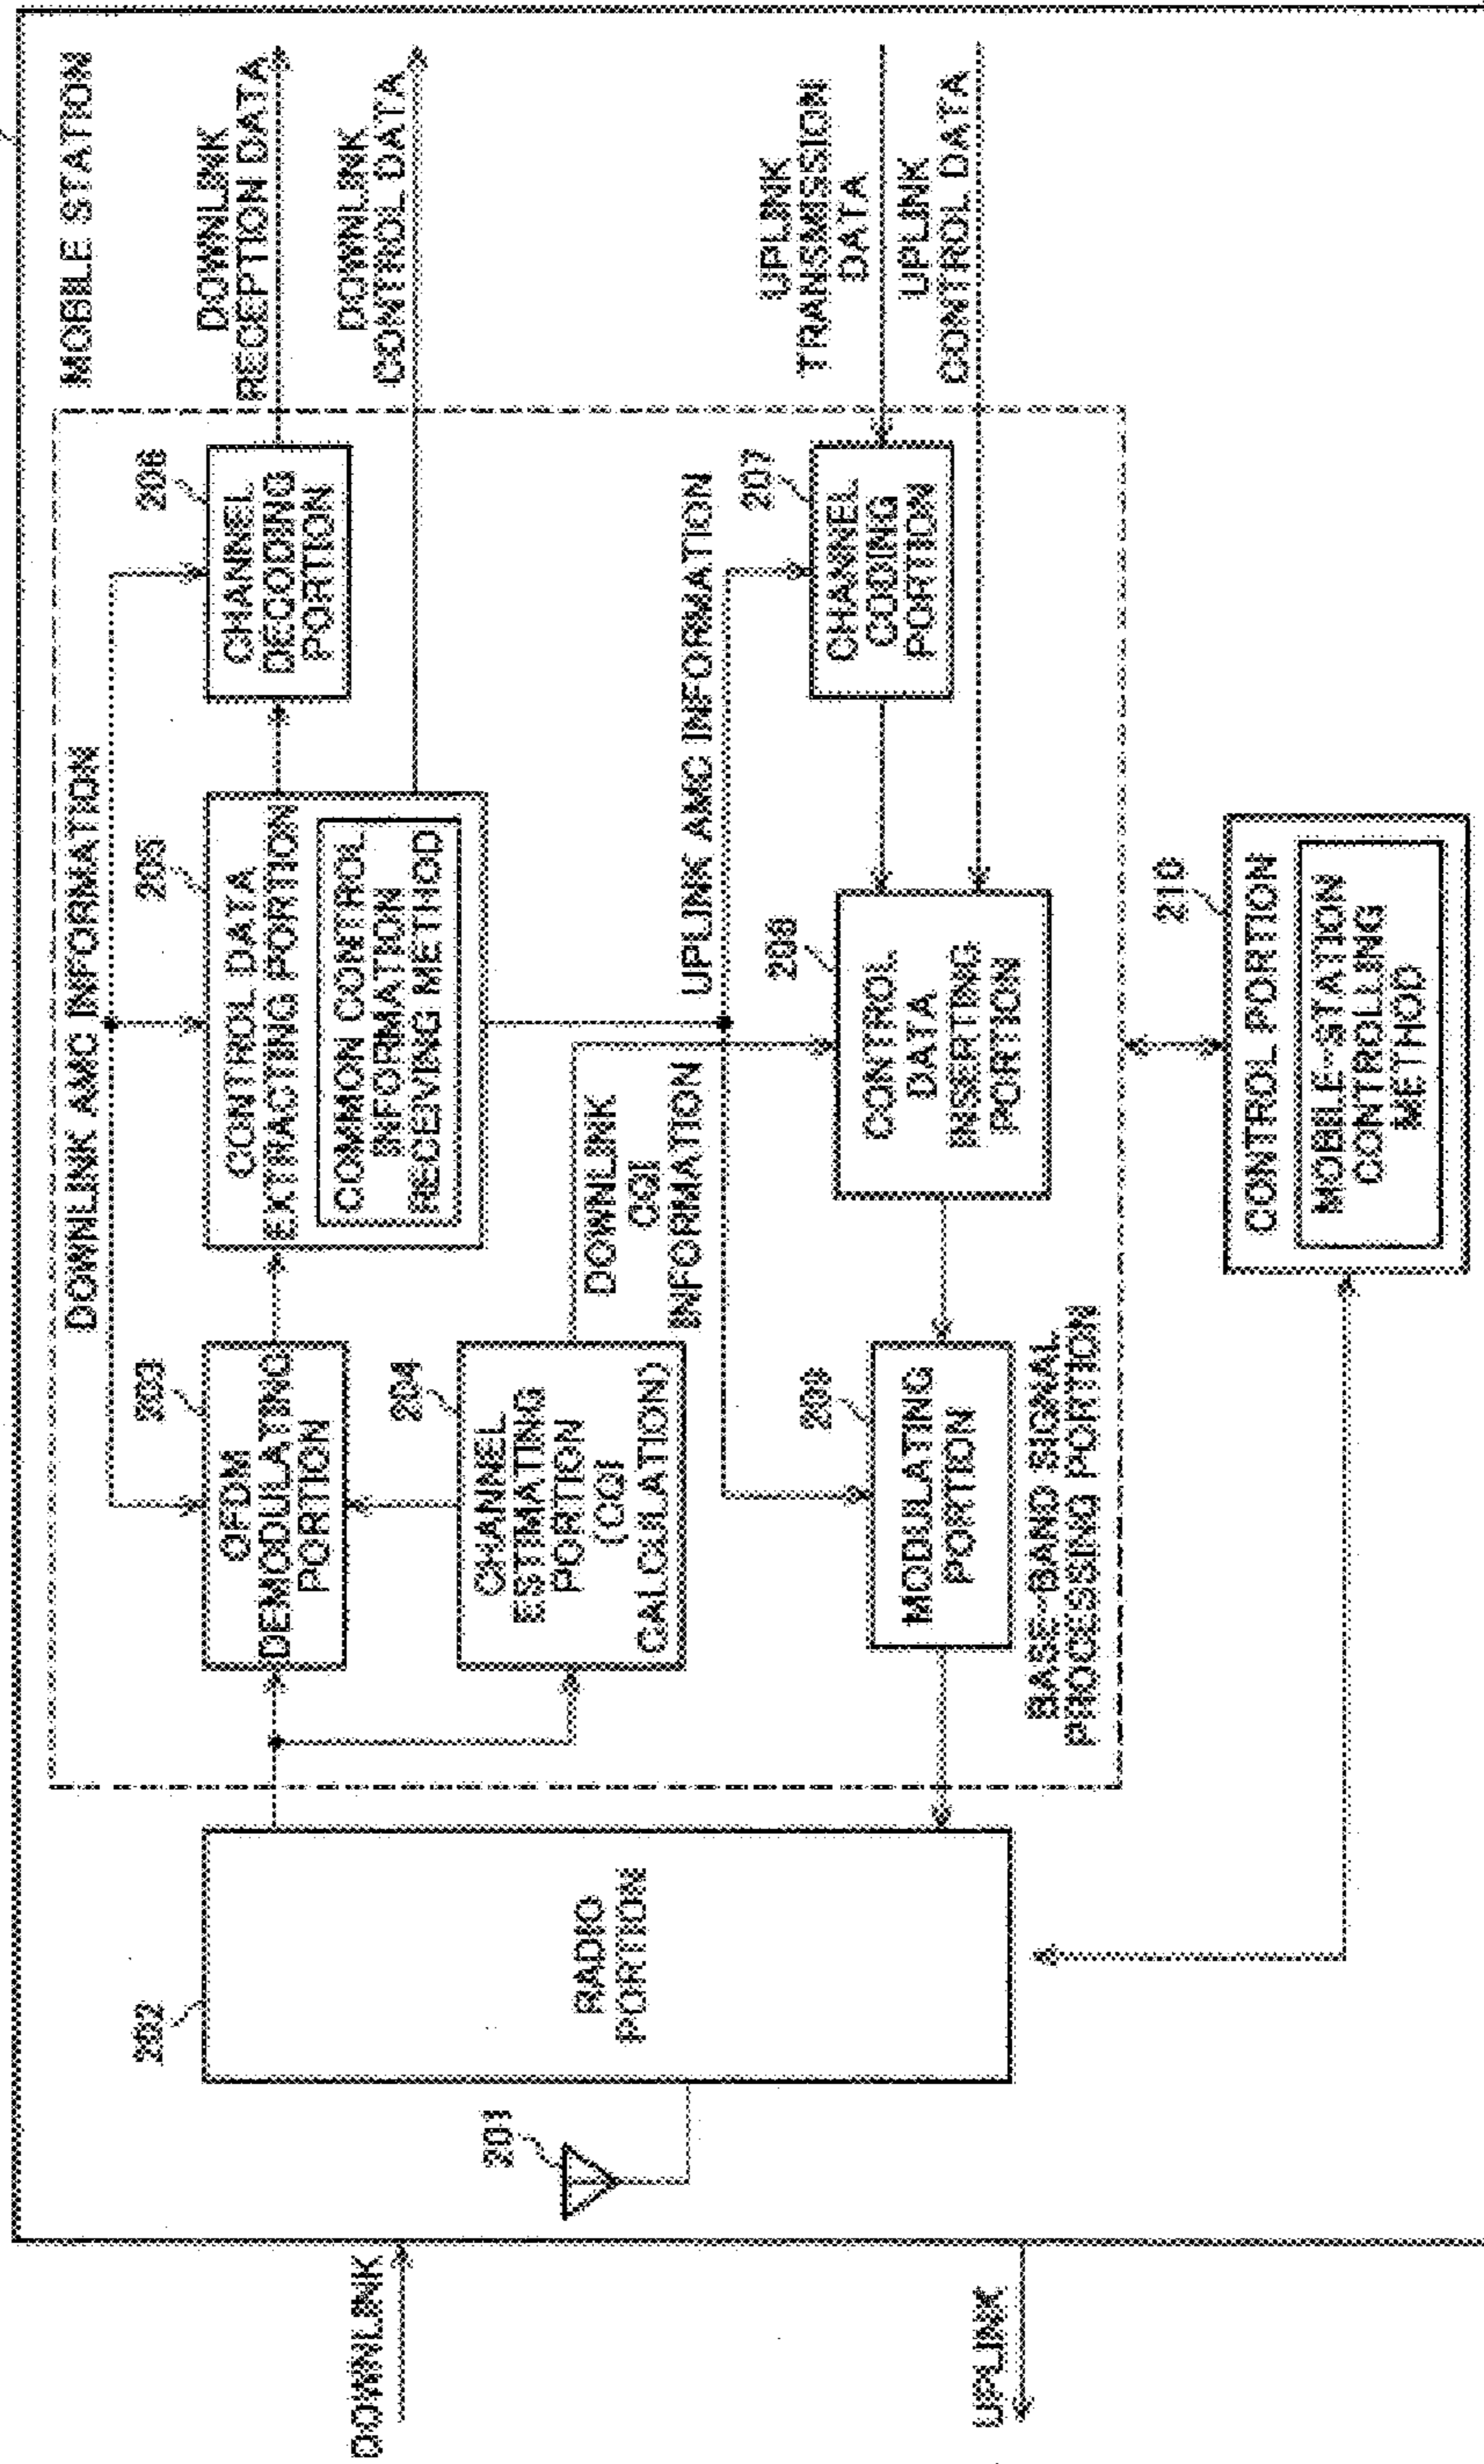 MOBILE STATION
DOWNLINK
UPLINK
201
202
RADIO
PORTION
DOWNLINK AMC INFORMATION
203
OFDM
DEMODULATING
PORTION
204
CHANNEL
ESTIMATING
PORTION
(CQI
CALCULATION)
205
CONTROL DATA
EXTRACTING PORTION
COMMON CONTROL
INFORMATION
RECEIVING METHOD
206
CHANNEL
DECODING
PORTION
DOWNLINK
RECEPTION DATA
DOWNLINK
CONTROL DATA
DOWNLINK
CQI
INFORMATION
UPLINK AMC INFORMATION
207
CHANNEL
CODING
PORTION
UPLINK
TRANSMISSION
DATA
UPLINK
CONTROL DATA
208
CONTROL
DATA
INSERTING
PORTION
209
MODULATING
PORTION
BASE-BAND SIGNAL
PROCESSING PORTION
210
CONTROL PORTION
MOBILE-STATION
CONTROLLING
METHOD